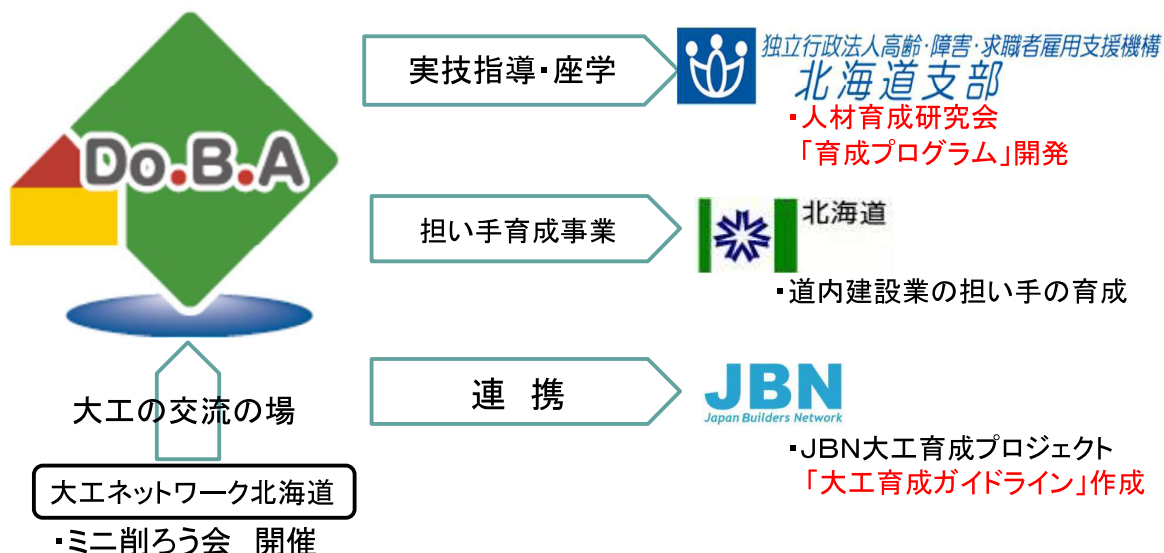 Do.B.A
大工の交流の場
大工ネットワーク北海道
・ミニ削ろう会 開催
実技指導・座学
独立行政法人高齢・障害・求職者雇用支援機構
北海道支部
・人材育成研究会
「育成プログラム」開発
担い手育成事業
北海道
・道内建設業の担い手の育成
連 携
JBN
Japan Builders Network
・JBN大工育成プロジェクト
「大工育成ガイドライン」作成